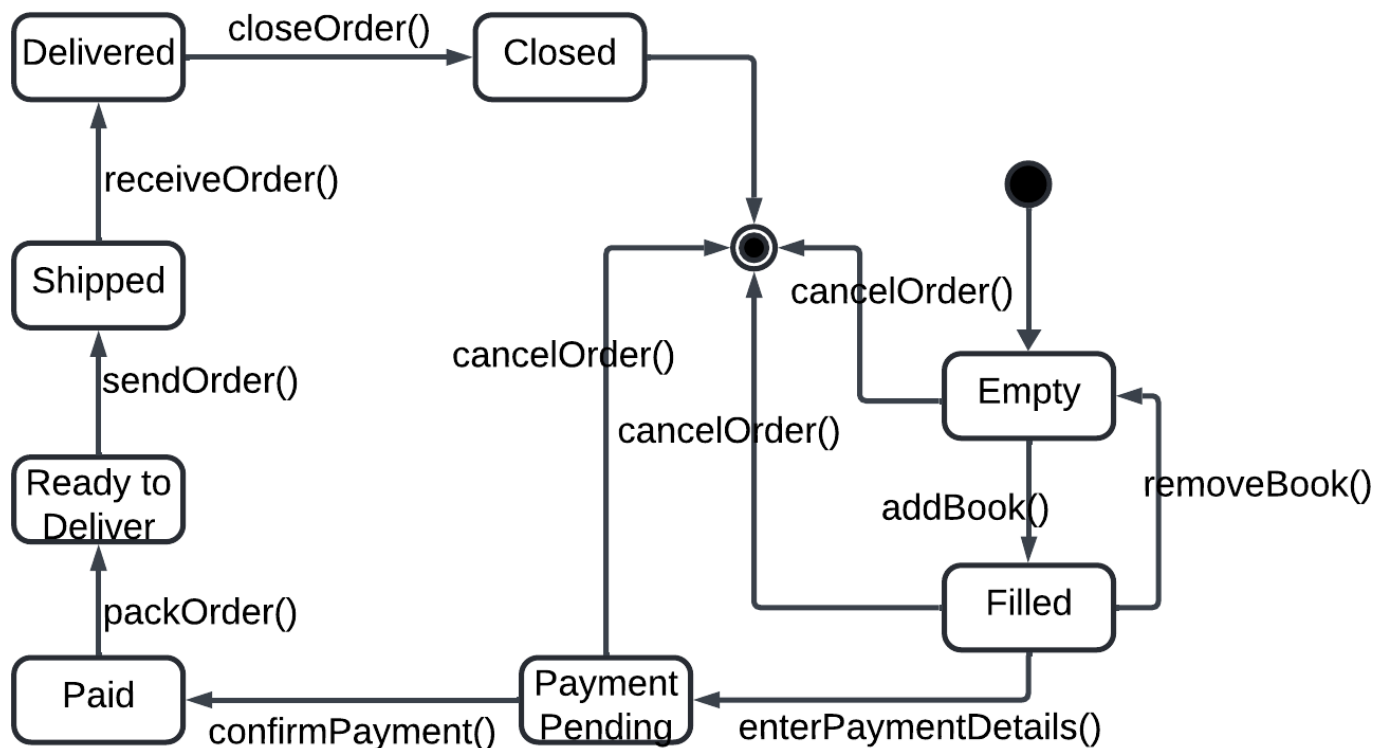 closeOrder()
Delivered
Closed
receiveOrder()
Shipped
cancelOrder()
cancelOrder()
sendOrder()
Empty
cancelOrder()
Ready to
Deliver
addBook()
removeBook()
packOrder()
Filled
Paid
Payment
Pending
confirmPayment()
enterPaymentDetails()